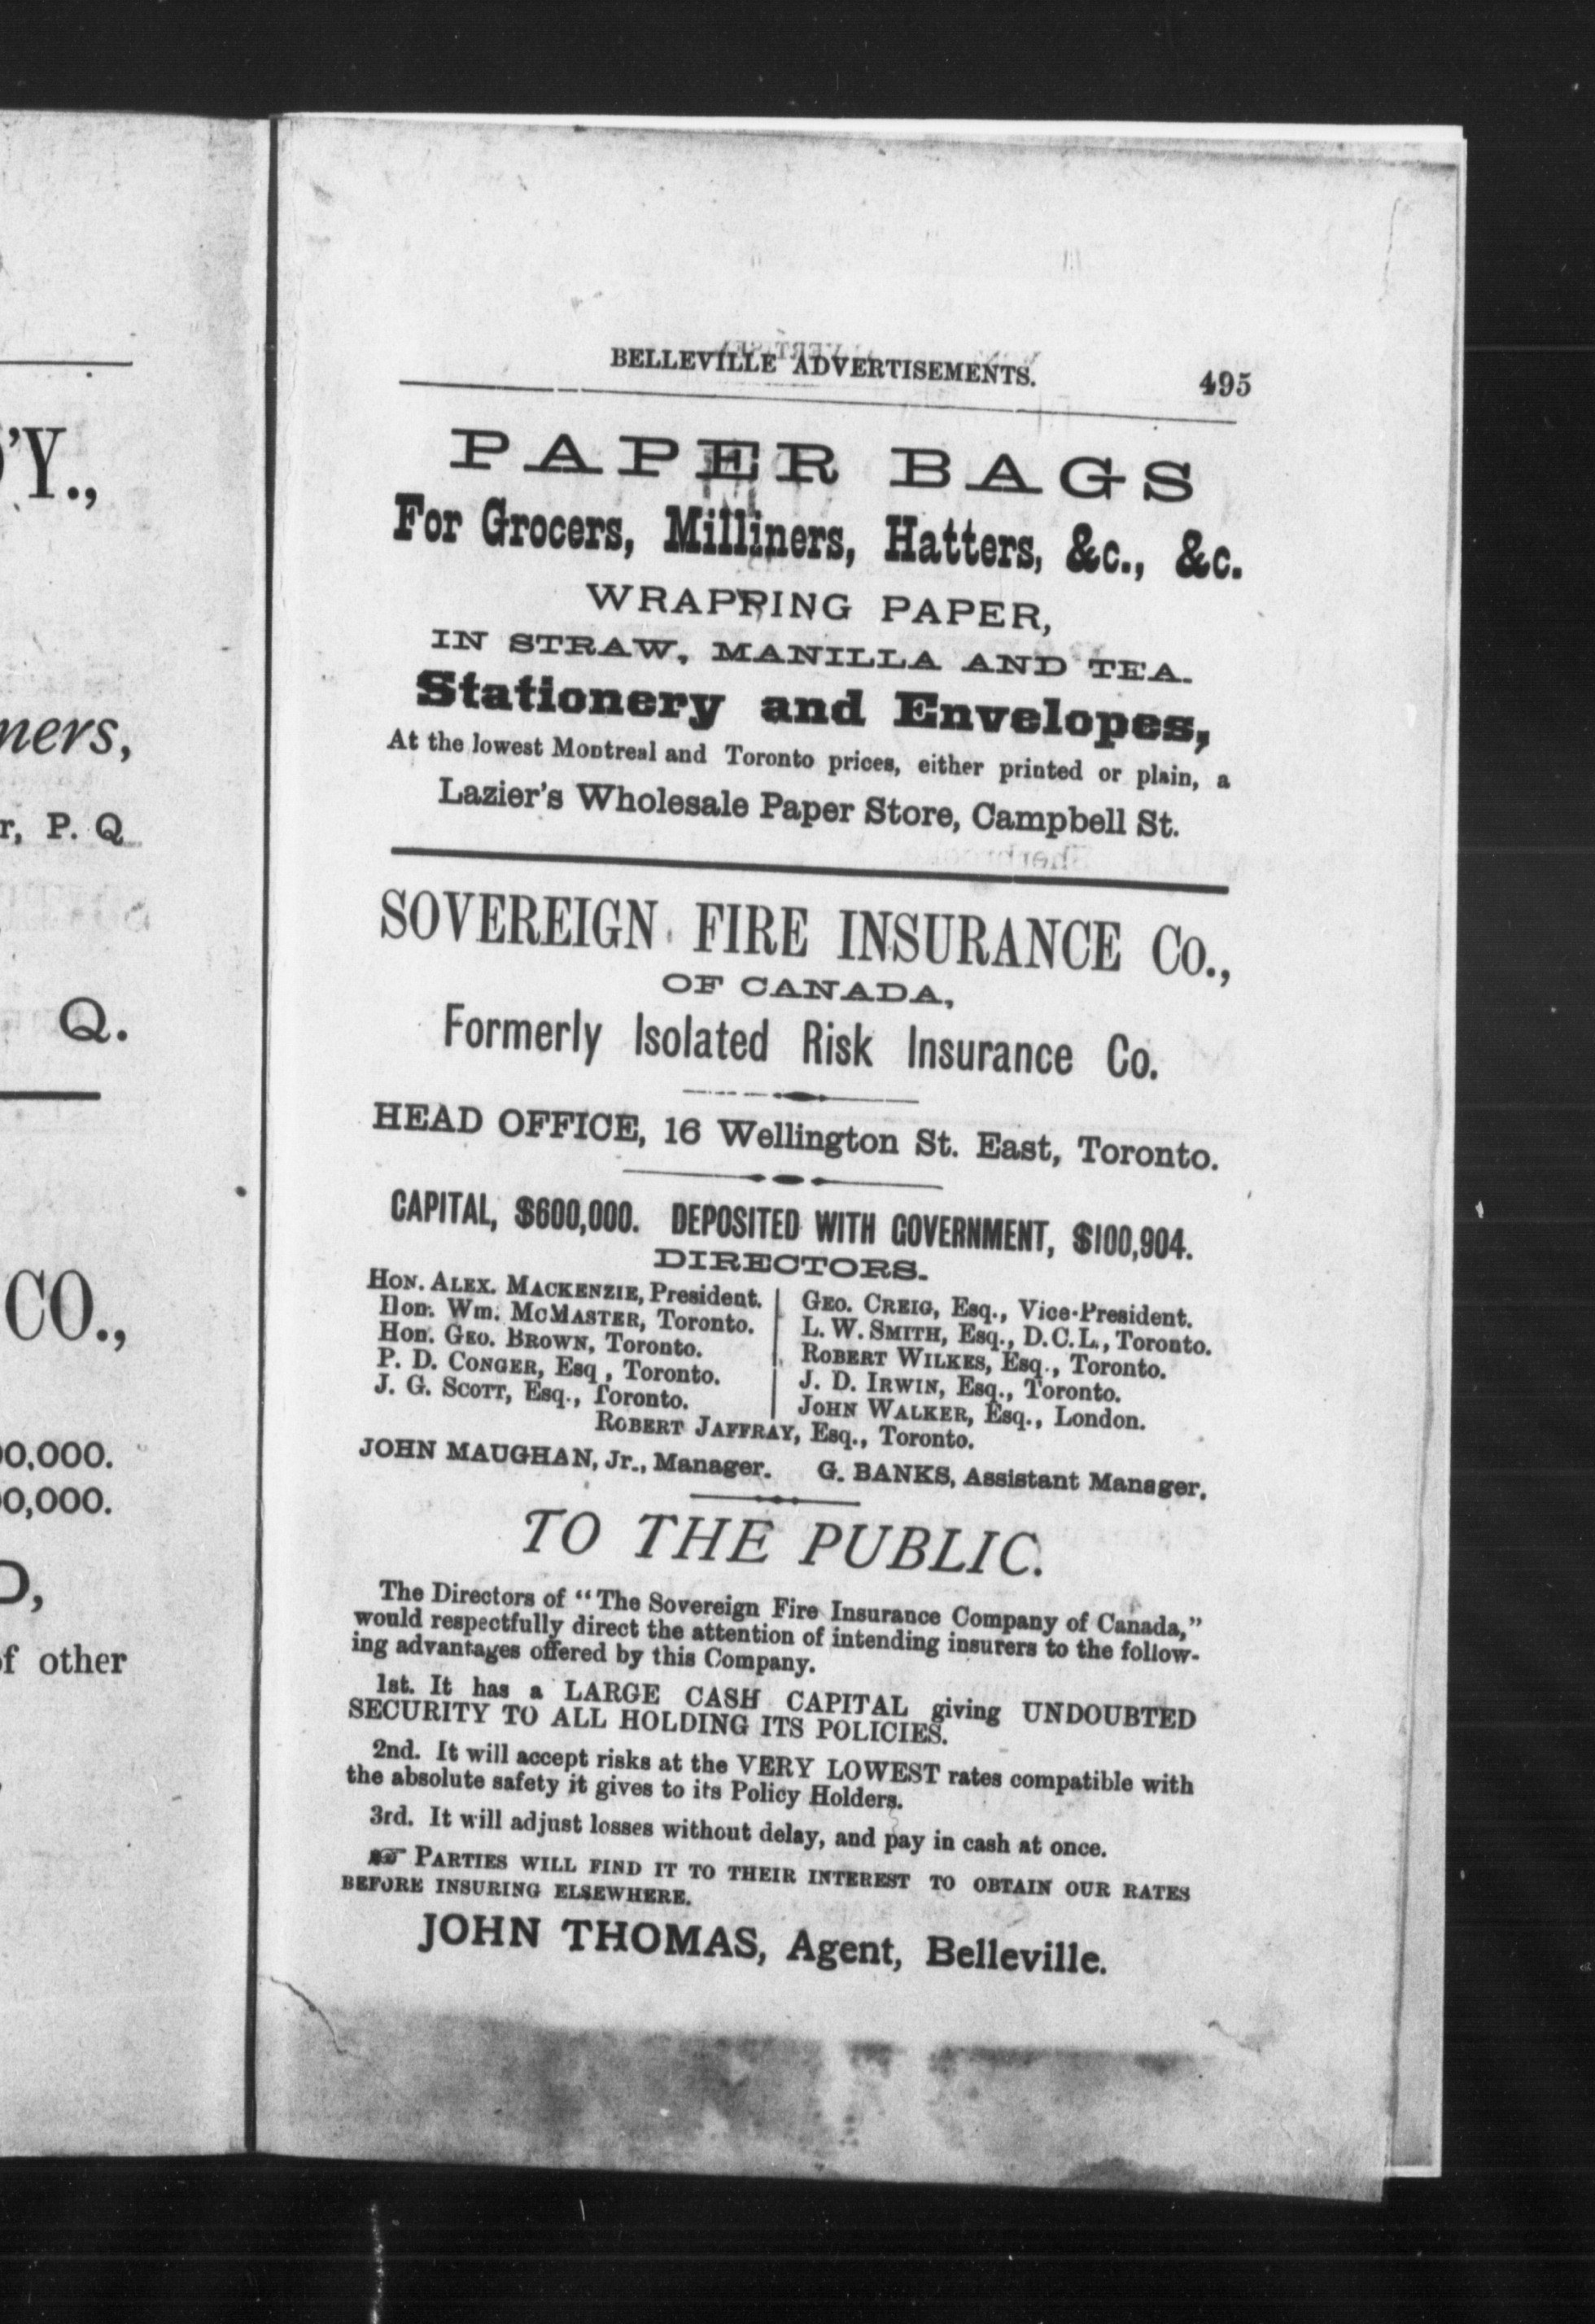 'Y.,
ners,
r, P. Q
Q.
CO.,
0,000.
0,000.
D,
f other
BELLEVILLE ADVERTISEMENTS. 495
PAPER BAGS
For Grocers, Milliners, Hatters, &c., &c.
WRAPPING PAPER,
IN STRAW, MANILLA AND TEA.
Stationery and Envelopes,
At the lowest Montreal and Toronto prices, either printed or plain, a
Lazier's Wholesale Paper Store, Campbell St.
SOVEREIGN FIRE INSURANCE Co.,
OF CANADA,
Formerly Isolated Risk Insurance Co.
HEAD OFFICE, 16 Wellington St. East, Toronto.
CAPITAL, $600,000. DEPOSITED WITH GOVERNMENT, $100,904.
DIRECTORS.
HON. ALEX. MACKENZIE, President.
Hon. Wm. MCMASTER, Toronto.
Hon. GEO. BROWN, Toronto.
P. D. CONGER, Esq, Toronto.
J. G. SCOTT, Esq., Toronto.
GEO. CREIG, Esq., Vice-President.
L. W. SMITH, Esq., D.C.L., Toronto.
ROBERT WILKES, Esq., Toronto.
J. D. IRWIN, Esq., Toronto.
JOHN WALKER, Esq., London.
ROBERT JAFFRAY, Esq., Toronto.
JOHN MAUGHAN, Jr., Manager. G. BANKS, Assistant Manager.
TO THE PUBLIC.
The Directors of "The Sovereign Fire Insurance Company of Canada,"
would respectfully direct the attention of intending insurers to the follow-
ing advantages offered by this Company.
1st. It has a LARGE CASH CAPITAL giving UNDOUBTED
SECURITY TO ALL HOLDING ITS POLICIES.
2nd. It will accept risks at the VERY LOWEST rates compatible with
the absolute safety it gives to its Policy Holders.
3rd. It will adjust losses without delay, and pay in cash at once.
☞ PARTIES WILL FIND IT TO THEIR INTEREST TO OBTAIN OUR RATES
BEFORE INSURING ELSEWHERE.
JOHN THOMAS, Agent, Belleville.